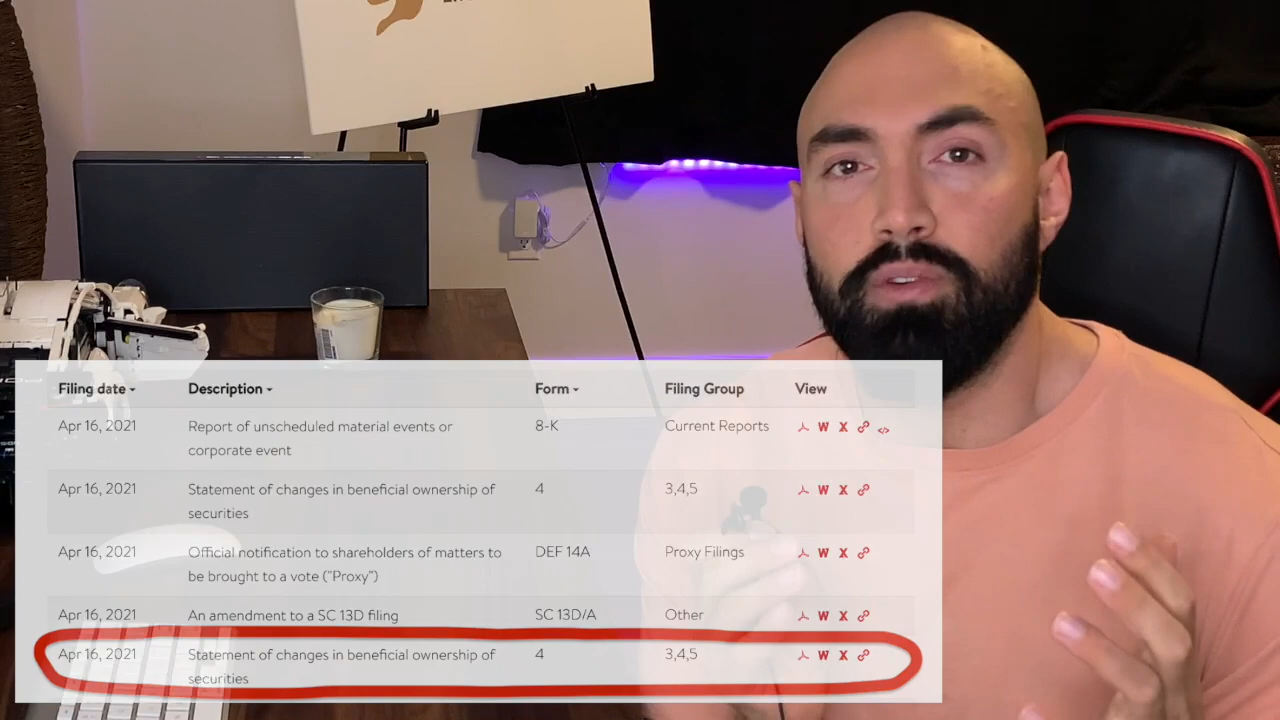 Filing date Description Form Filing Group View
Apr 16, 2021 Report of unscheduled material events or 8-K Current Reports
corporate event
Apr 16, 2021 Statement of changes in beneficial ownership of 4 3,4,5
securities
Apr 16, 2021 Official notification to shareholders of matters to DEF 14A Proxy Filings
be brought to a vote ("Proxy")
Apr 16, 2021 An amendment to a SC 13D filing SC 13D/A Other
Apr 16, 2021 Statement of changes in beneficial ownership of 4 3,4,5
securities